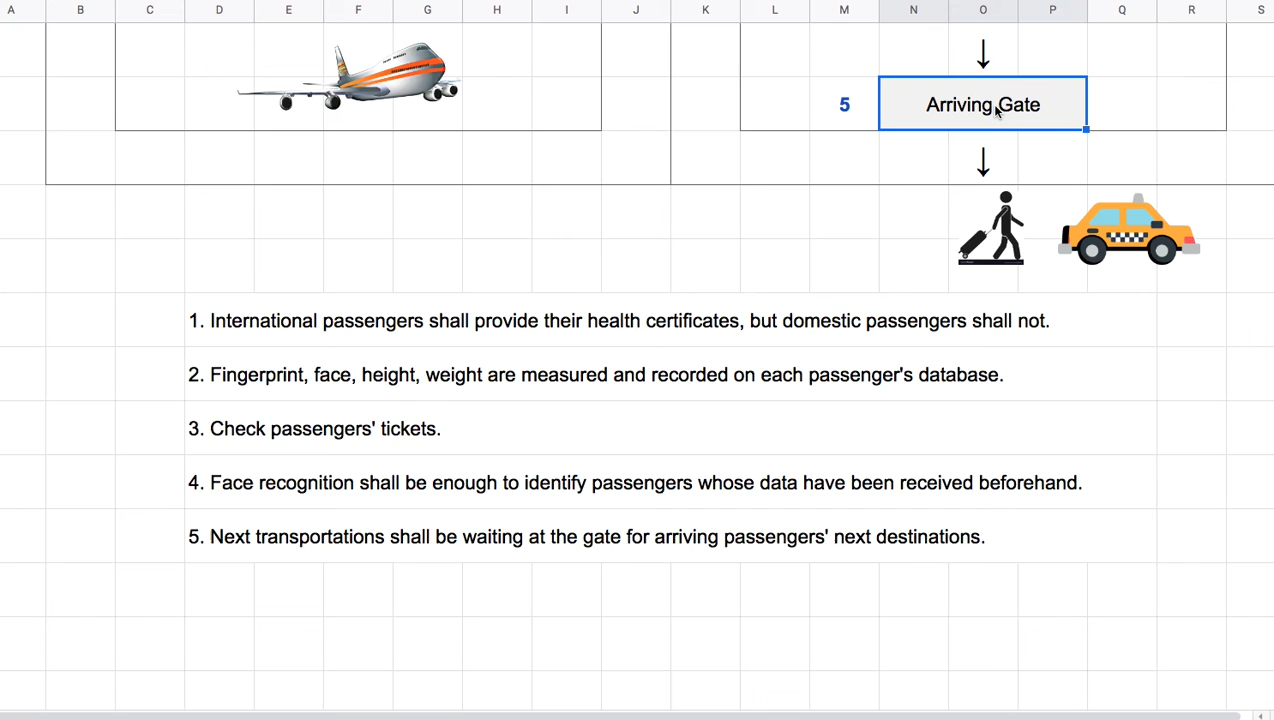 A B C D E F G H I J K L M N O P Q R S
↓
5 Arriving Gate
↓
1. International passengers shall provide their health certificates, but domestic passengers shall not.
2. Fingerprint, face, height, weight are measured and recorded on each passenger's database.
3. Check passengers' tickets.
4. Face recognition shall be enough to identify passengers whose data have been received beforehand.
5. Next transportations shall be waiting at the gate for arriving passengers' next destinations.